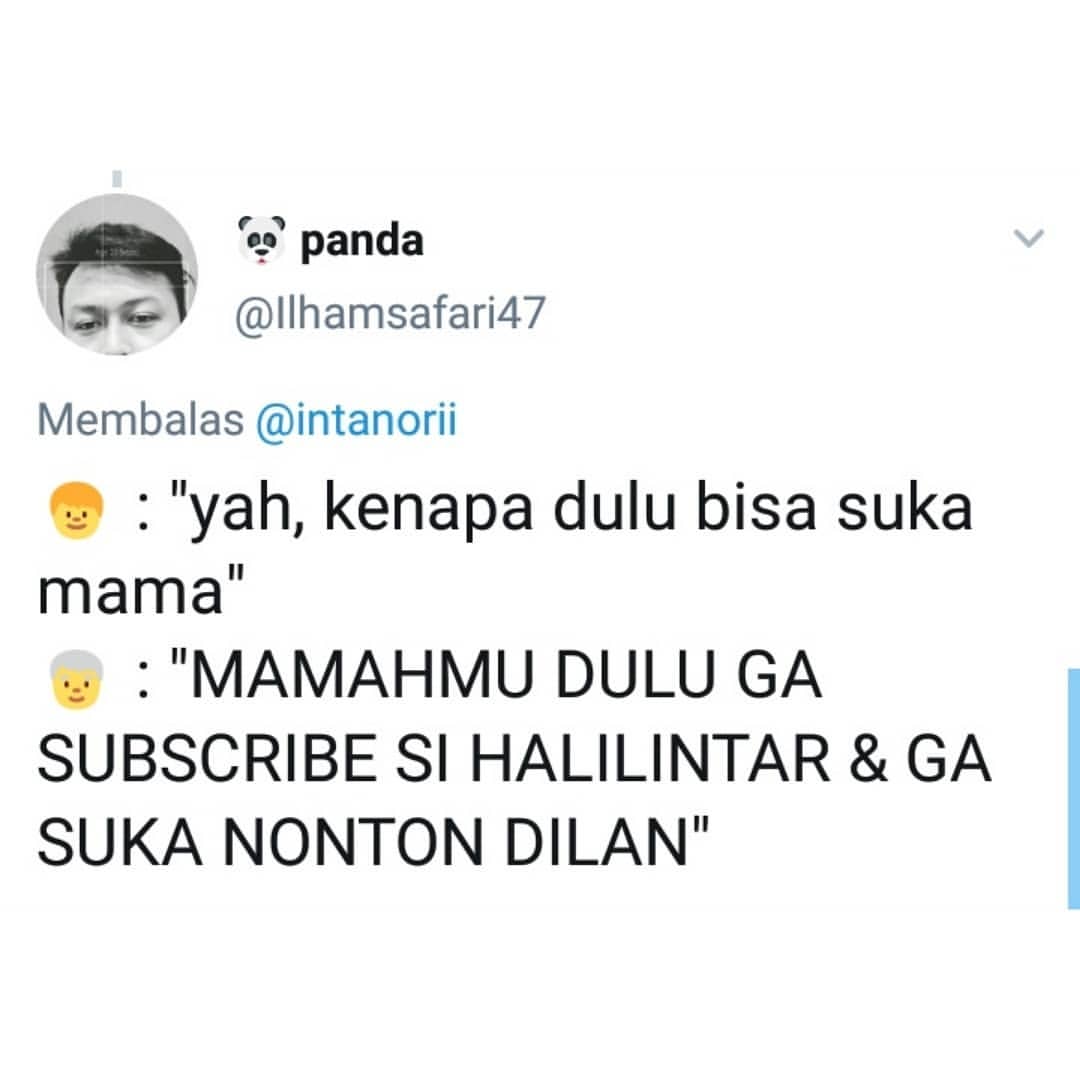 🐼 panda
@Ilhamsafari47
Membalas @intanorii
👦 : "yah, kenapa dulu bisa suka
mama"
👴 : "MAMAHMU DULU GA
SUBSCRIBE SI HALILINTAR & GA
SUKA NONTON DILAN"